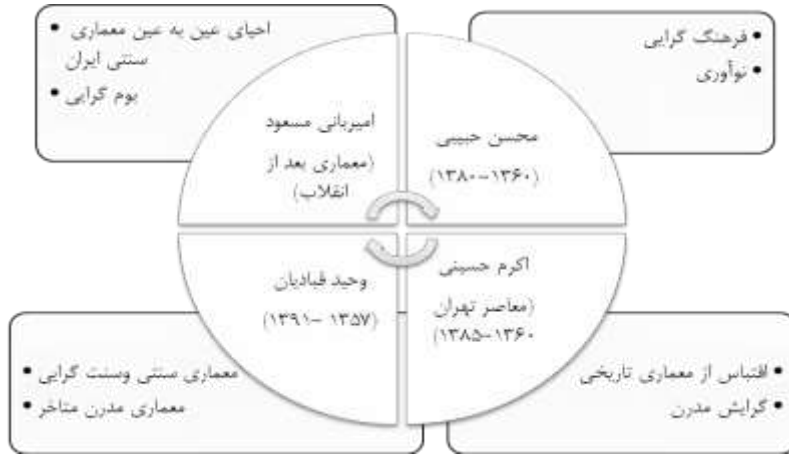 فرهنگ گرایی
نوآوری
محسن حبیبی
(۱۳۶۰-۱۳۸۰)
احیای عین به عین معماری
سنتی ایران
بوم گرایی
امیربانی مسعود
(معماری بعد از
انقلاب)
اکرم حسینی
(معاصر تهران
۱۳۶۰-۱۳۸۵
اقتباس از معماری تاریخی
گرایش مدرن
وحید قبادیان
(۱۳۵۷ -۱۳۹۱)
معماری سنتی وسنت گرایی
معماری مدرن متاخر